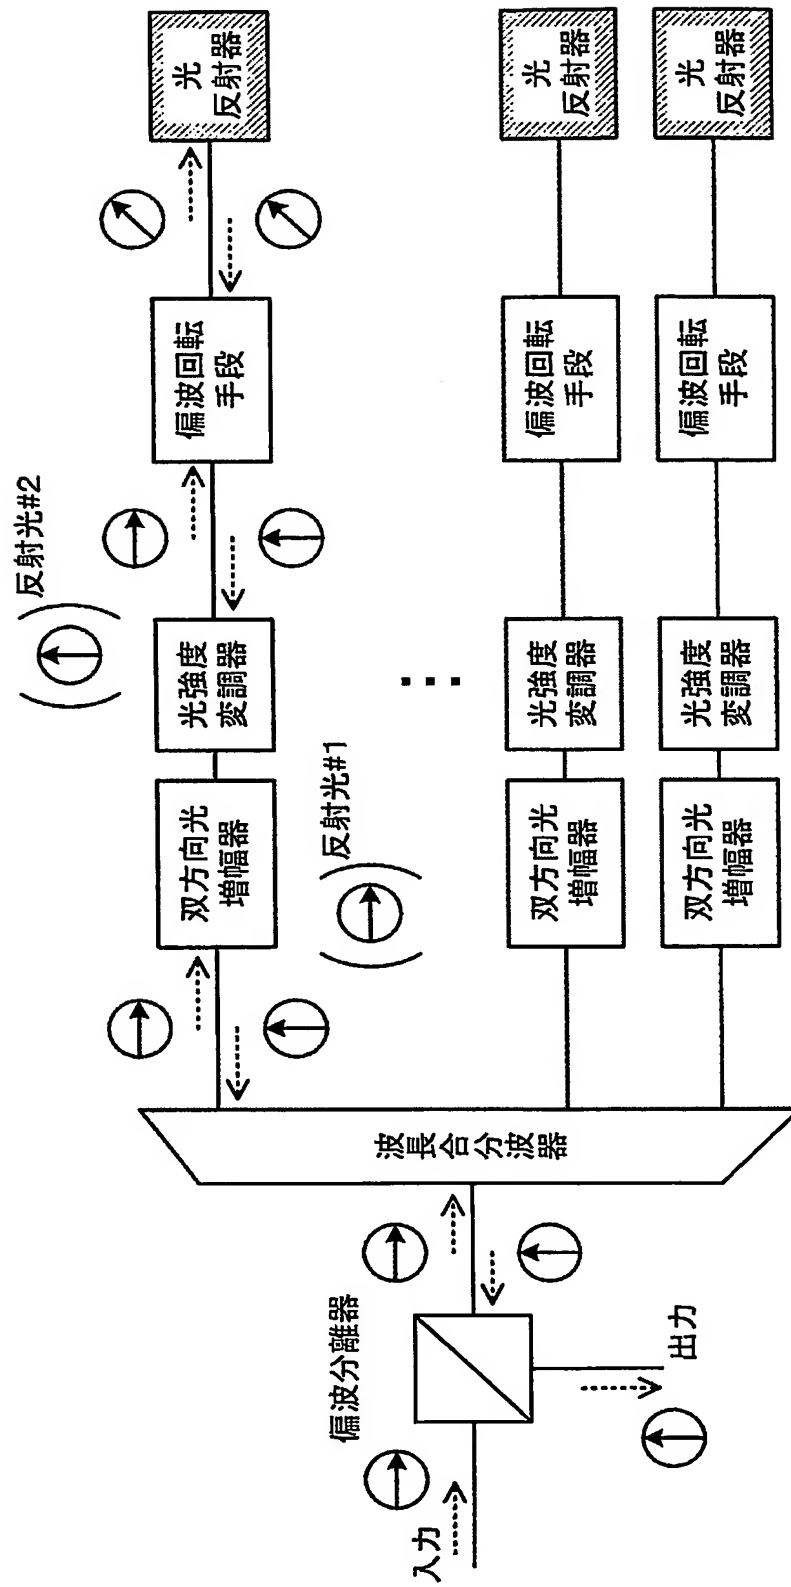 反射光#2
光
反射器
偏波回転
手段
光強度
変調器
双方向光
増幅器
反射光#1
光
反射器
偏波回転
手段
光強度
変調器
双方向光
増幅器
光
反射器
偏波回転
手段
光強度
変調器
双方向光
増幅器
波長合分波器
偏波分離器
入力
出力